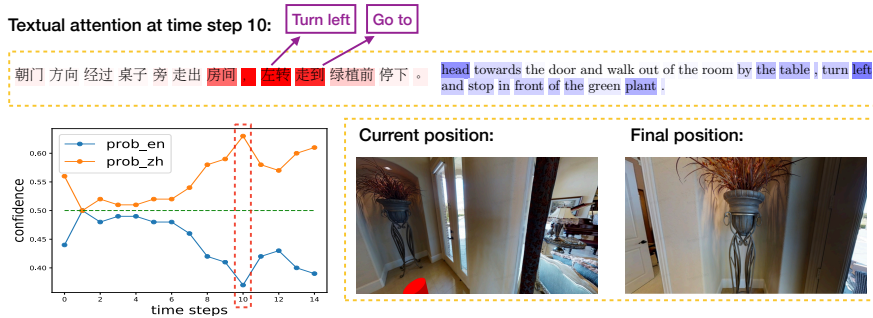 Textual attention at time step 10:
Turn left
Go to
朝门 方向 经过 桌子 旁 走出 房间 , 左转 走到 绿植前 停下 。
head towards the door and walk out of the room by the table , turn left
and stop in front of the green plant .
prob_en
prob_zh
confidence
0.60
0.55
0.50
0.45
0.40
0 2 4 6 8 10 12 14
time steps
Current position:
Final position: